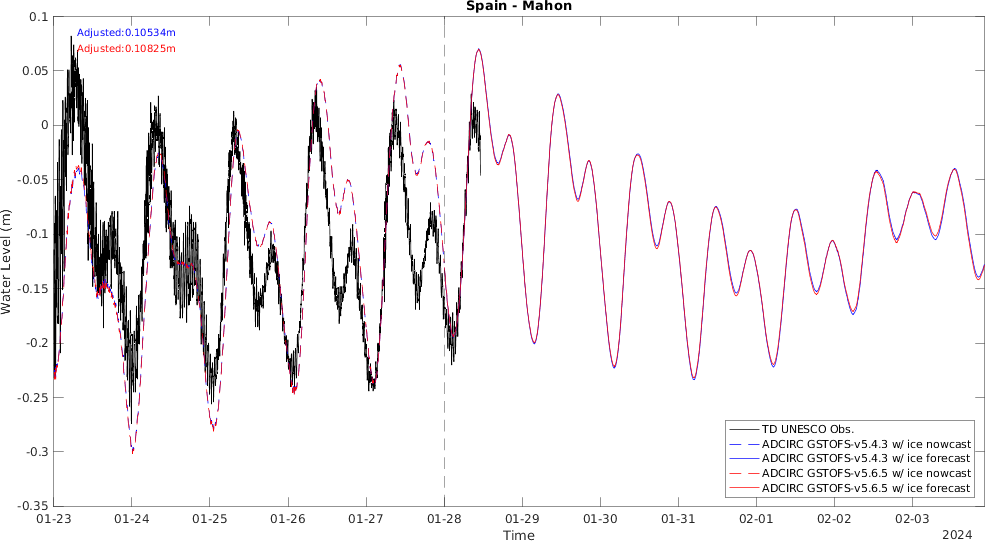 Spain - Mahon
Adjusted:0.10534m
Adjusted:0.10825m
0.1
0.05
0
-0.05
-0.1
-0.15
-0.2
-0.25
-0.3
-0.35
Water Level (m)
TD UNESCO Obs.
ADCIRC GSTOFS-v5.4.3 w/ ice nowcast
ADCIRC GSTOFS-v5.4.3 w/ ice forecast
ADCIRC GSTOFS-v5.6.5 w/ ice nowcast
ADCIRC GSTOFS-v5.6.5 w/ ice forecast
01-23 01-24 01-25 01-26 01-27 01-28 01-29 01-30 01-31 02-01 02-02 02-03
Time
2024